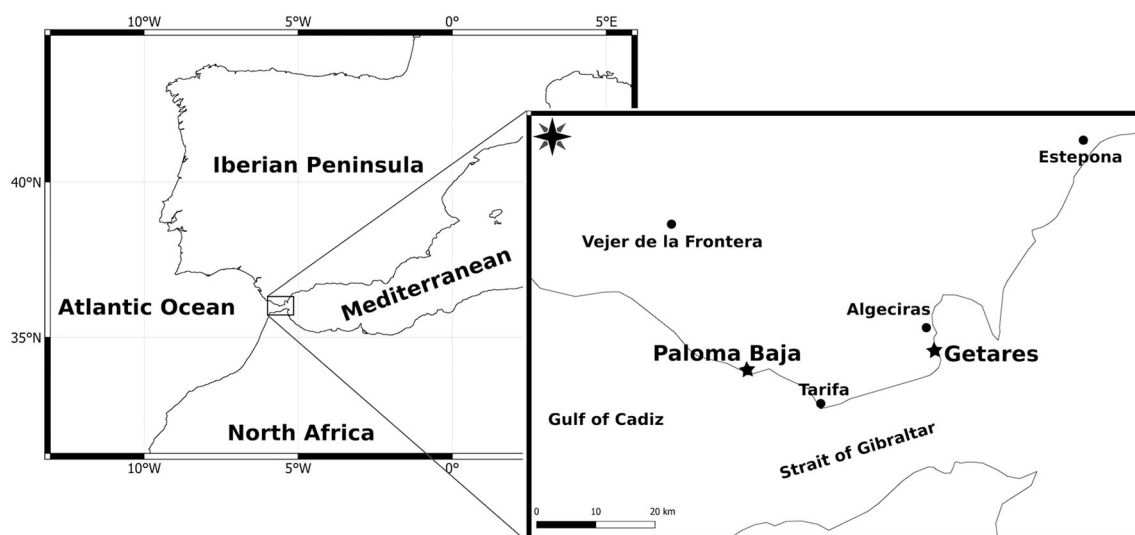 10°W 5°W 0° 5°E
Iberian Peninsula
40°N
Mediterranean
Atlantic Ocean
35°N
North Africa
10°W 5°W 0°
Estepona
Vejer de la Frontera
Algeciras
Paloma Baja
Getares
Tarifa
Gulf of Cadiz
Strait of Gibraltar
0 10 20 km